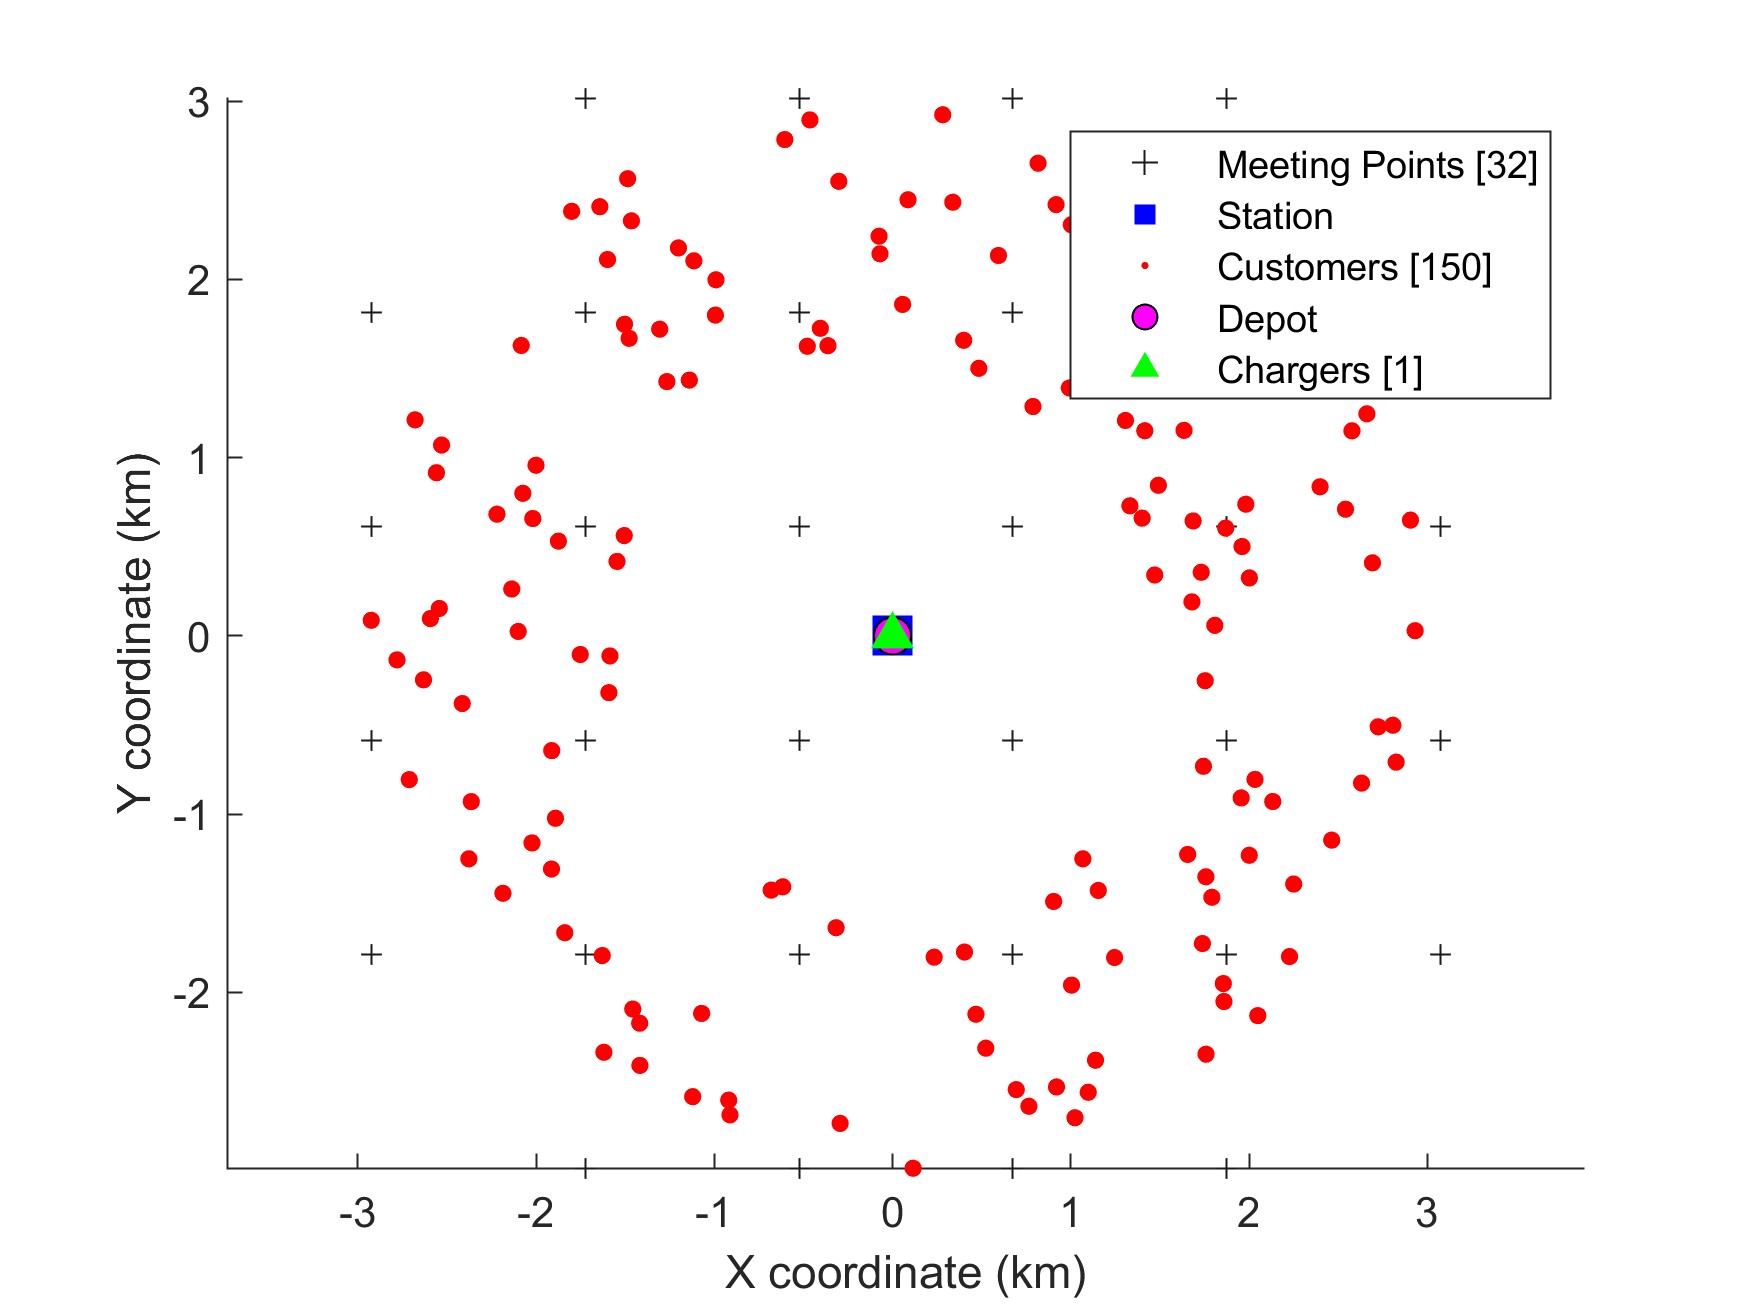 3
2
1
0
-1
-2
-3 -2 -1 0 1 2 3
X coordinate (km)
Y coordinate (km)
Meeting Points [32]
Station
Customers [150]
Depot
Chargers [1]